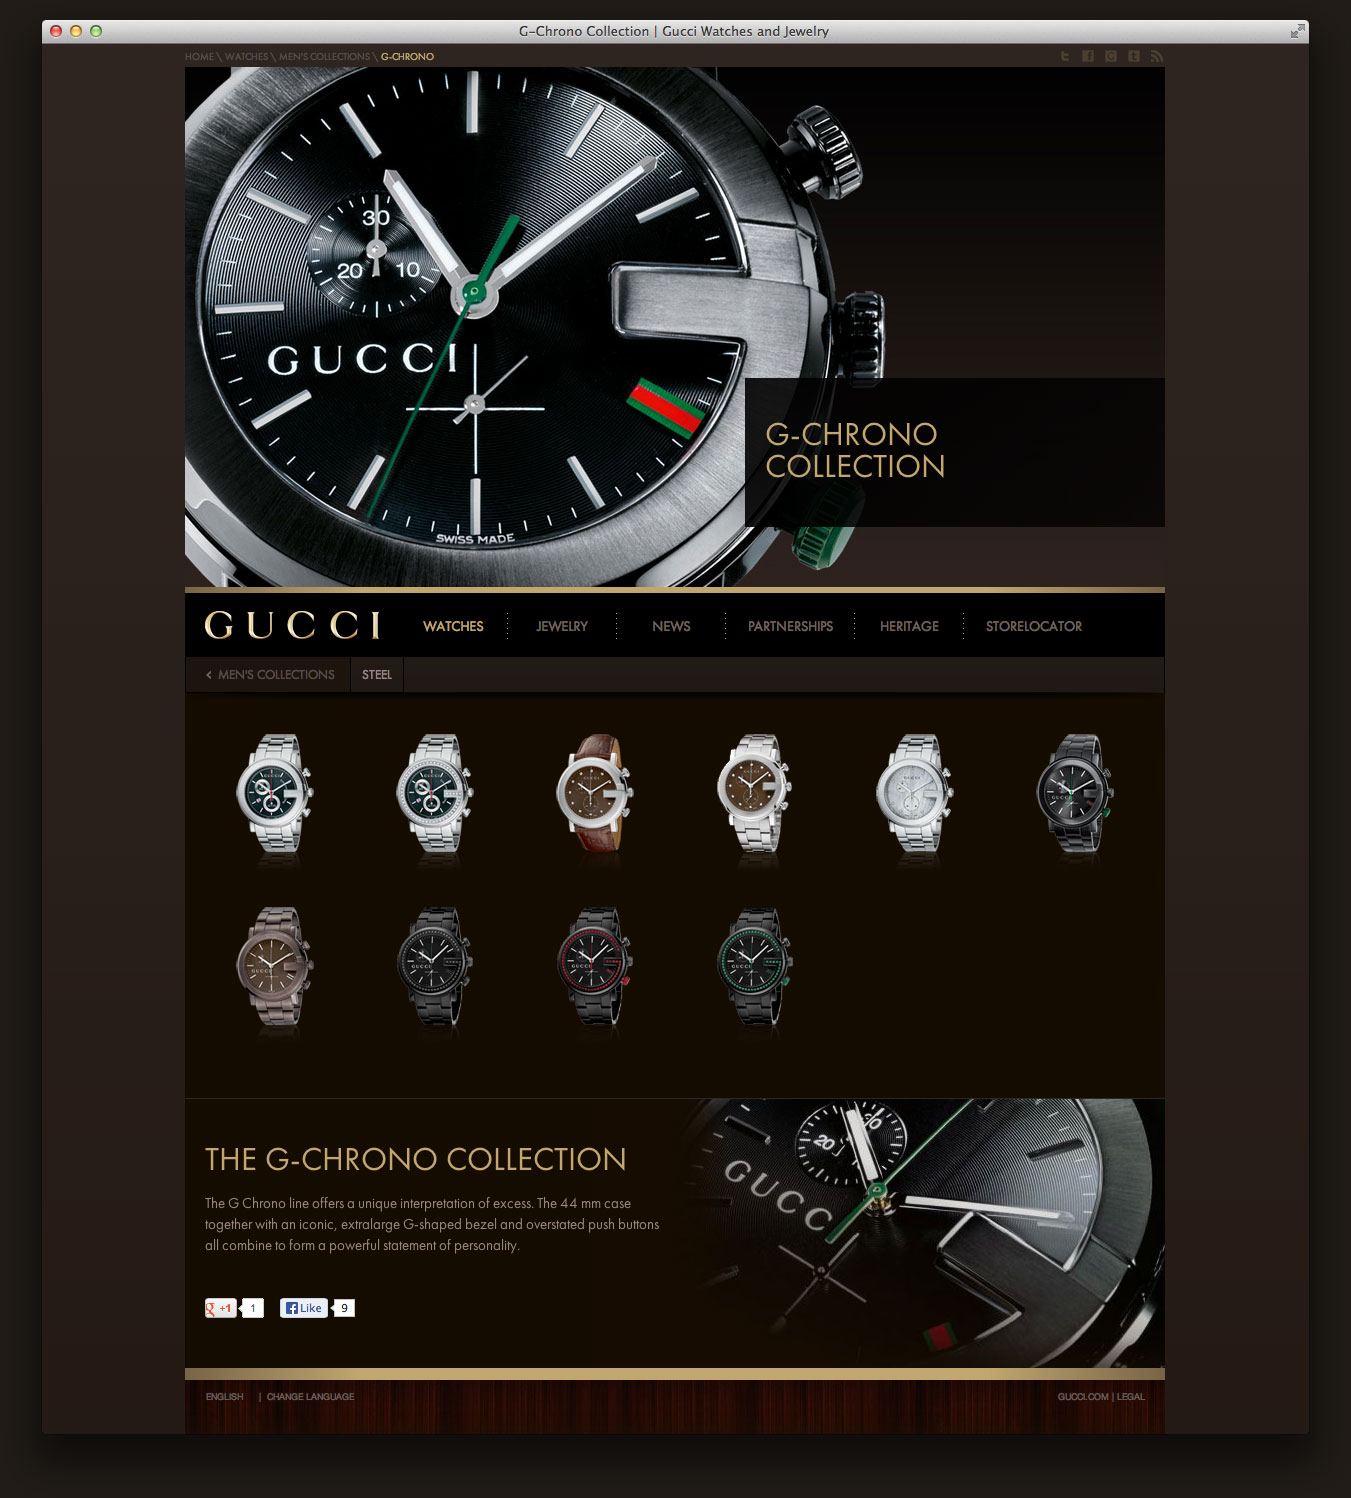 G-Chrono Collection | Gucci Watches and Jewelry
HOME \ WATCHES \ MEN'S COLLECTIONS \ G-CHRONO
30
20 10
GUCCI
SWISS MADE
G-CHRONO
COLLECTION
GUCCI WATCHES JEWELRY NEWS PARTNERSHIPS HERITAGE STORELOCATOR
< MEN'S COLLECTIONS STEEL
THE G-CHRONO COLLECTION
The G Chrono line offers a unique interpretation of excess. The 44 mm case
together with an iconic, extralarge G-shaped bezel and overstated push buttons
all combine to form a powerful statement of personality.
20 30
GUCC
g +1 1 Like 9
ENGLISH | CHANGE LANGUAGE GUCCI.COM | LEGAL